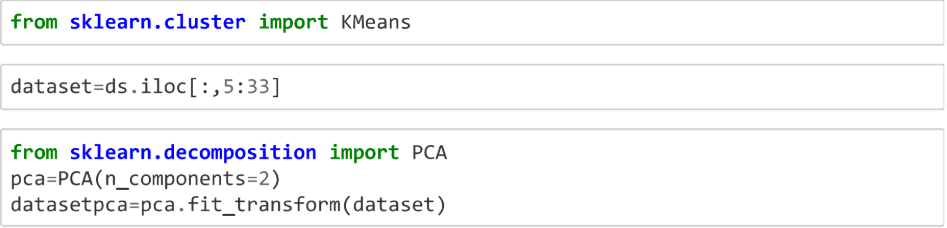 from sklearn.cluster import KMeans
dataset=ds.iloc[:,5:33]
from sklearn.decomposition import PCA
pca=PCA(n_components=2)
datasetpca=pca.fit_transform(dataset)